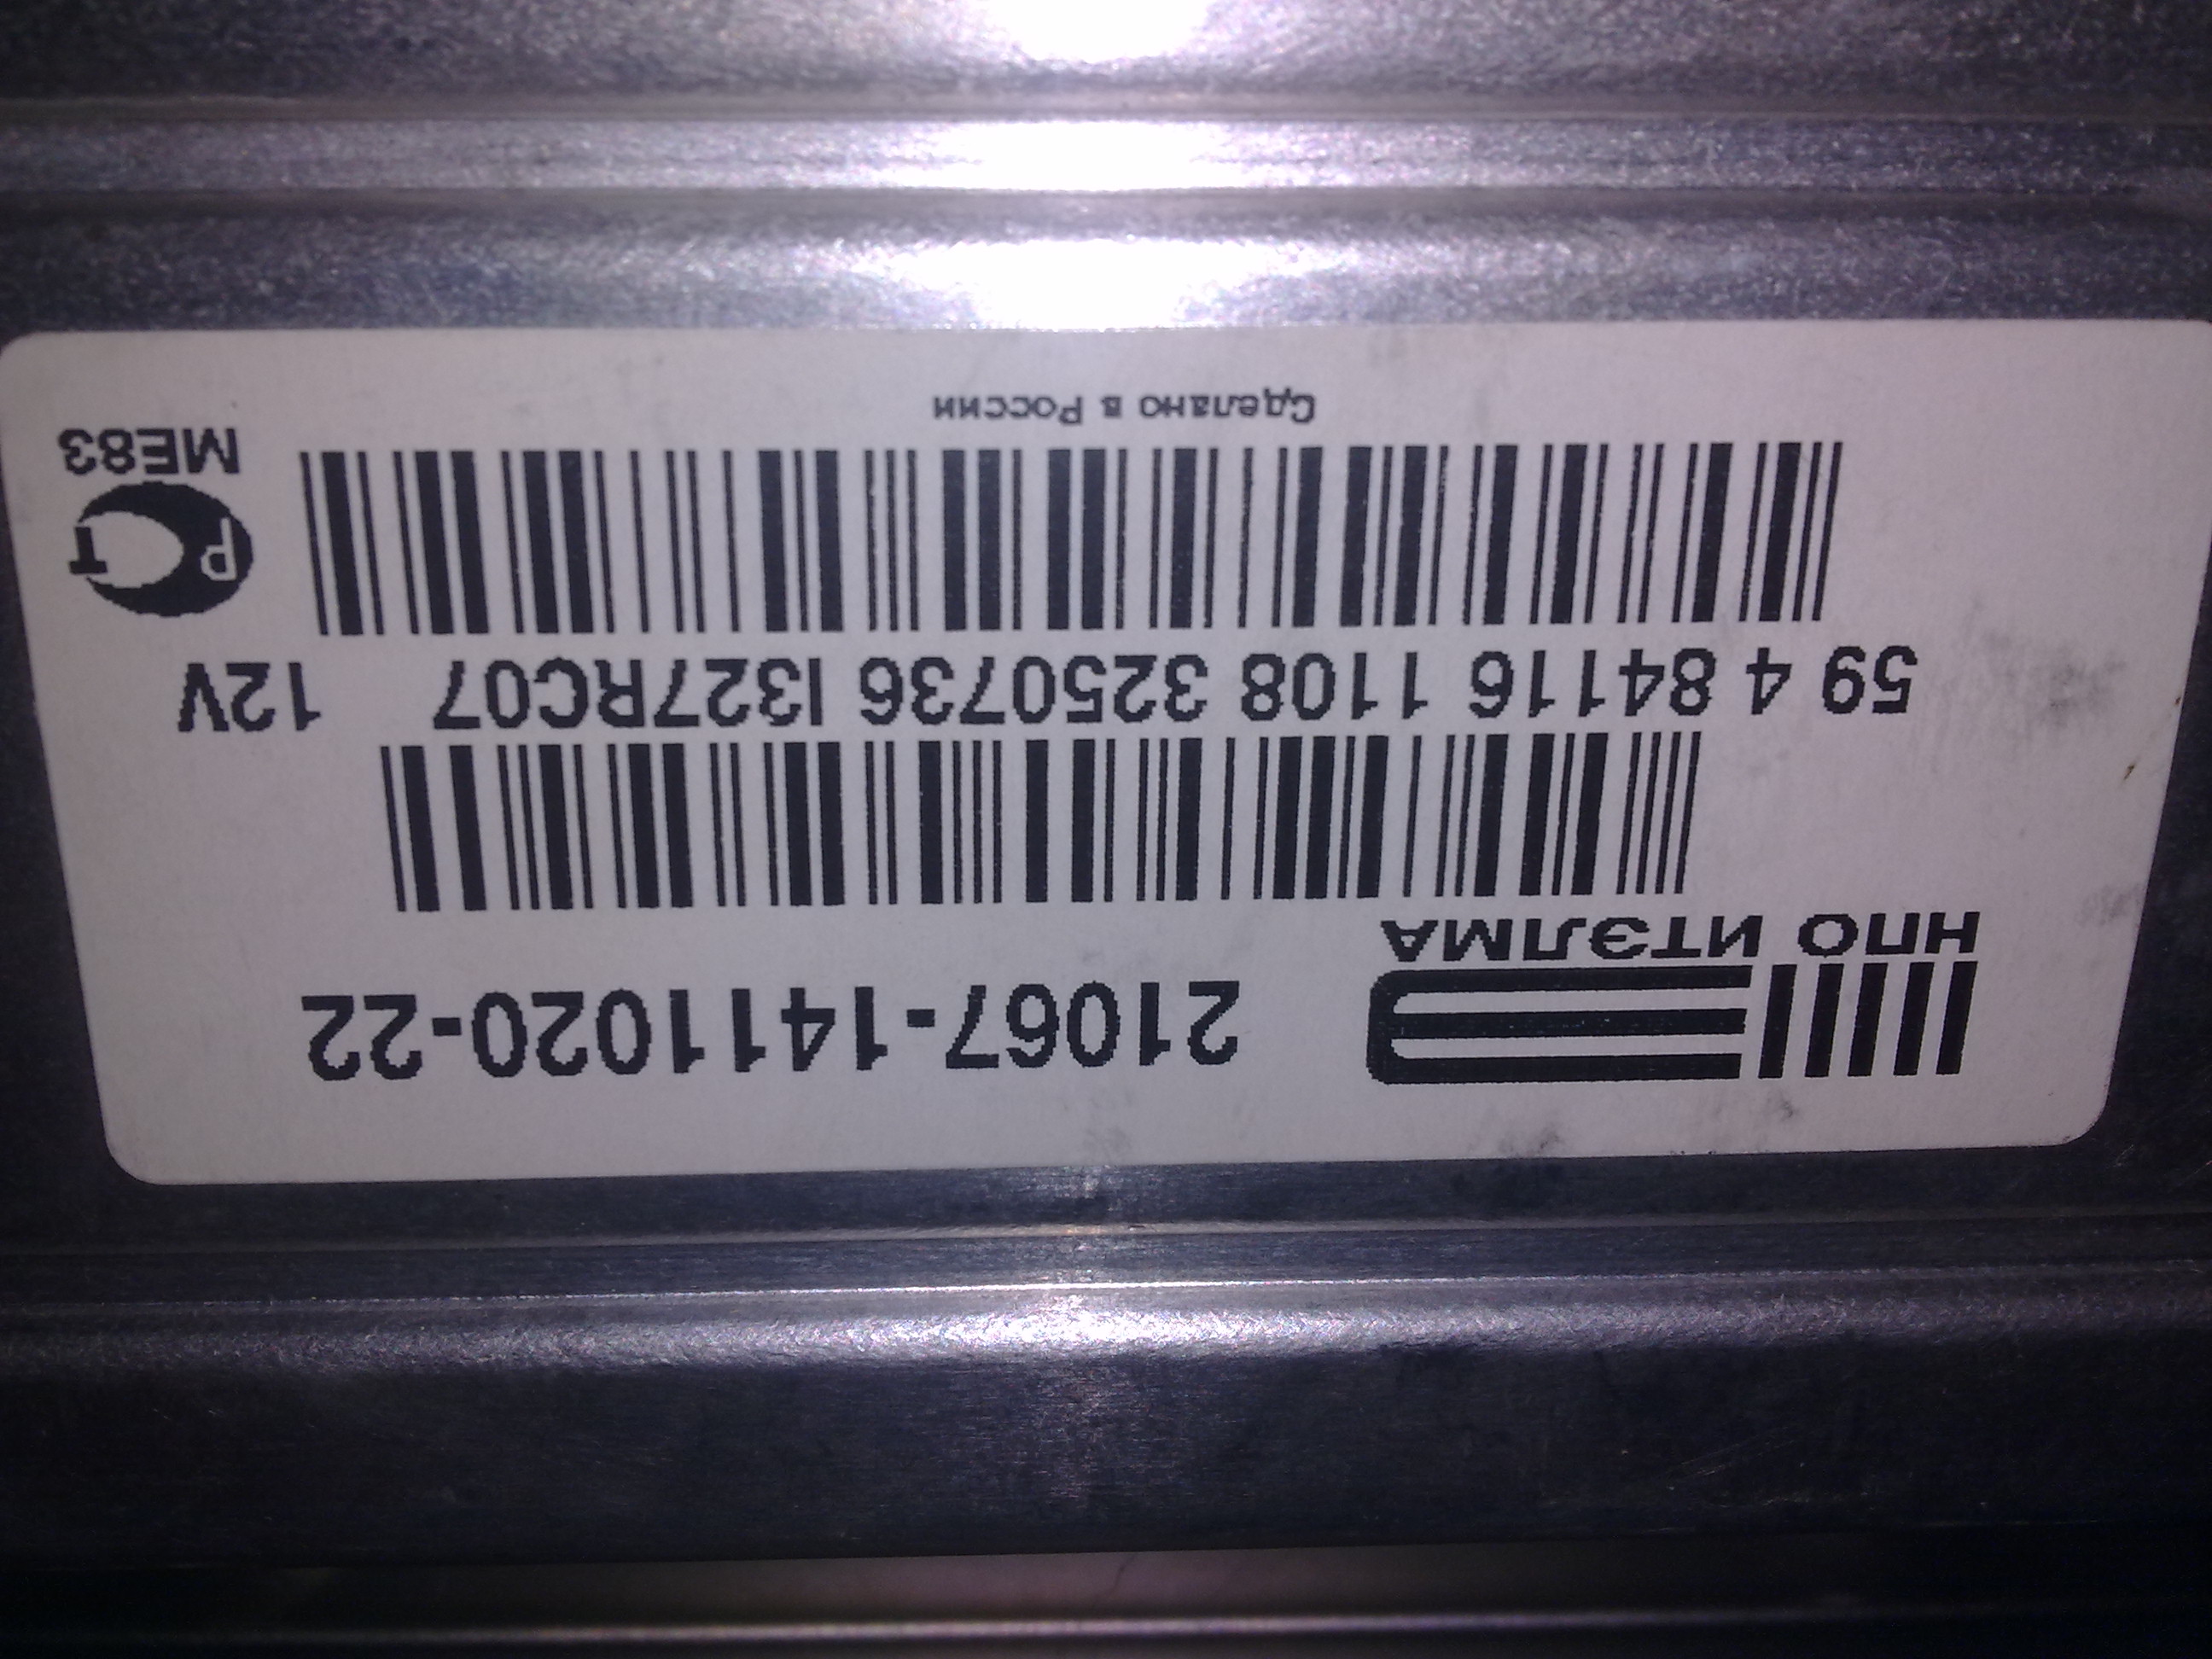 НПО ИТЭЛМА
21067-1411020-22
59 4 84116 1108 3250736 I327RC07 12V
РСТ
МЕ83
Сделано в России